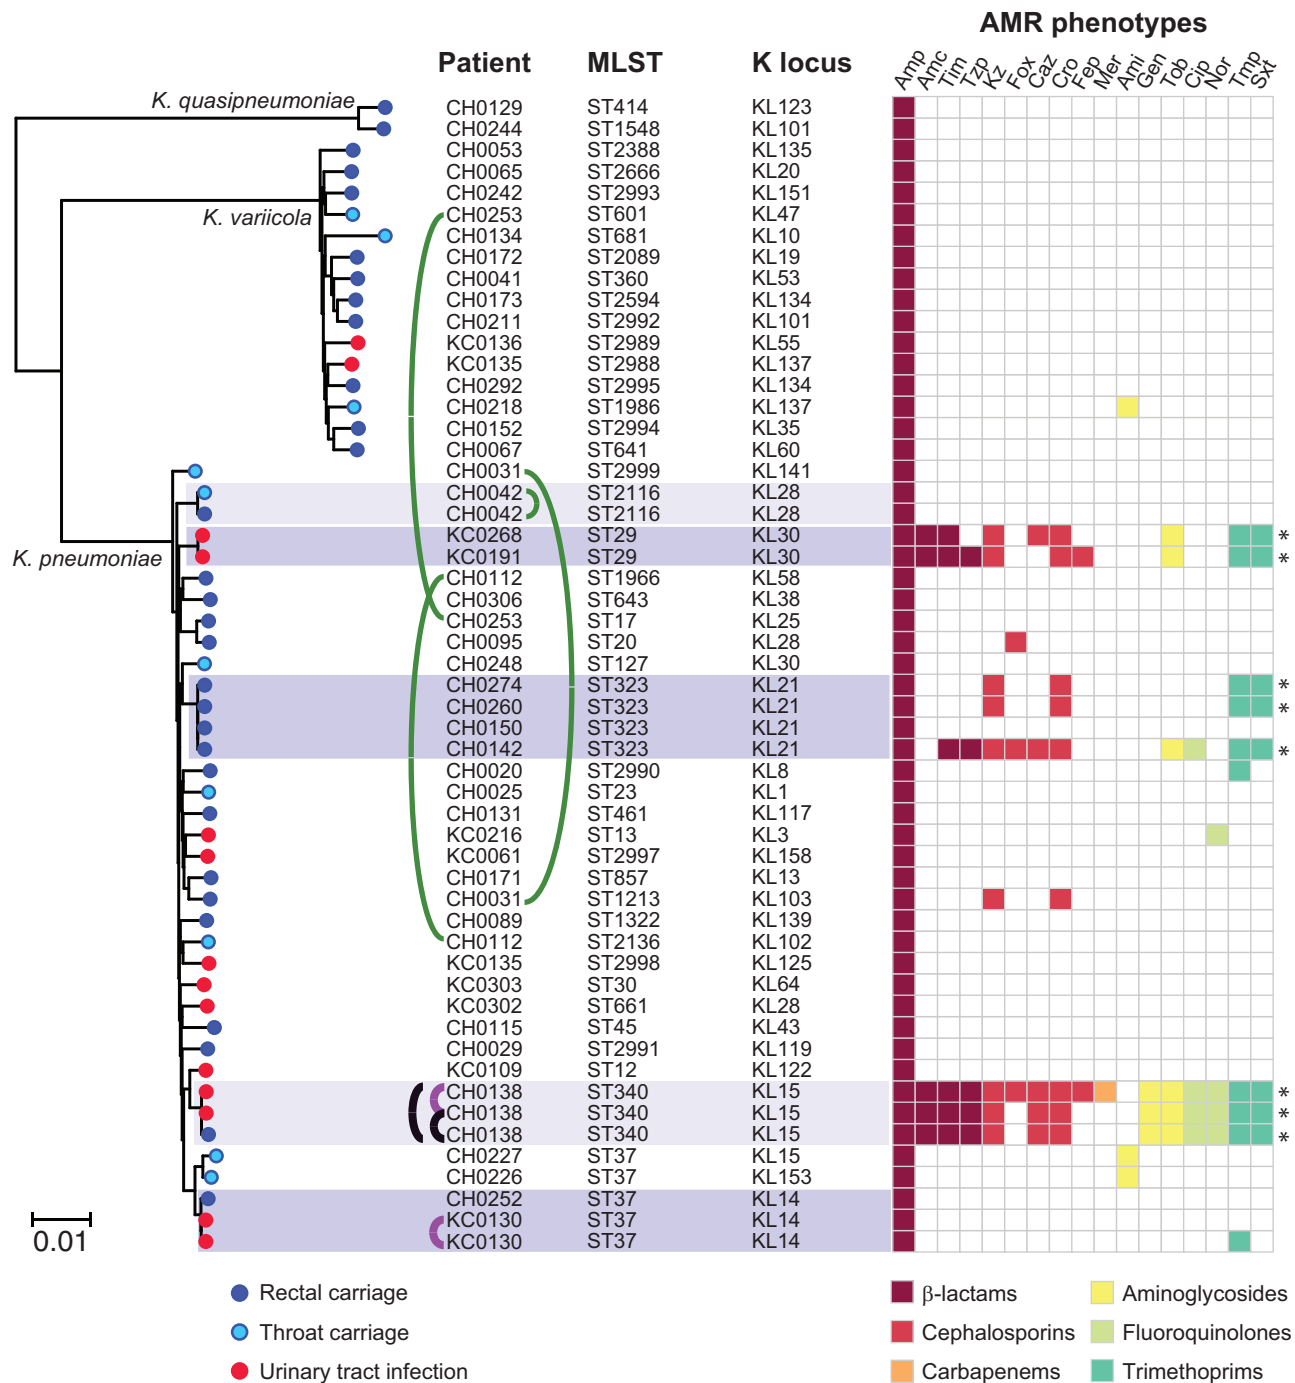 AMR phenotypes
Patient MLST K locus Amp Amc Tim Tzp Kz Fox Caz Cro Fep Mer Ami Gen Tob Cip Nor Tmp Sxt
K. quasipneumoniae
CH0129 ST414 KL123
CH0244 ST1548 KL101
CH0053 ST2388 KL135
CH0065 ST2666 KL20
CH0242 ST2993 KL151
K. variicola
CH0253 ST601 KL47
CH0134 ST681 KL10
CH0172 ST2089 KL19
CH0041 ST360 KL53
CH0173 ST2594 KL134
CH0211 ST2992 KL101
KC0136 ST2989 KL55
KC0135 ST2988 KL137
CH0292 ST2995 KL134
CH0218 ST1986 KL137
CH0152 ST2994 KL35
CH0067 ST641 KL60
CH0031 ST2999 KL141
CH0042 ST2116 KL28
CH0042 ST2116 KL28
KC0268 ST29 KL30 *
K. pneumoniae
KC0191 ST29 KL30 *
CH0112 ST1966 KL58
CH0306 ST643 KL38
CH0253 ST17 KL25
CH0095 ST20 KL28
CH0248 ST127 KL30
CH0274 ST323 KL21 *
CH0260 ST323 KL21 *
CH0150 ST323 KL21
CH0142 ST323 KL21 *
CH0020 ST2990 KL8
CH0025 ST23 KL1
CH0131 ST461 KL117
KC0216 ST13 KL3
KC0061 ST2997 KL158
CH0171 ST857 KL13
CH0031 ST1213 KL103
CH0089 ST1322 KL139
CH0112 ST2136 KL102
KC0135 ST2998 KL125
KC0303 ST30 KL64
KC0302 ST661 KL28
CH0115 ST45 KL43
CH0029 ST2991 KL119
KC0109 ST12 KL122
CH0138 ST340 KL15 *
CH0138 ST340 KL15 *
CH0138 ST340 KL15 *
CH0227 ST37 KL15
CH0226 ST37 KL153
CH0252 ST37 KL14
KC0130 ST37 KL14
KC0130 ST37 KL14
0.01
Rectal carriage β-lactams Aminoglycosides
Throat carriage Cephalosporins Fluoroquinolones
Urinary tract infection Carbapenems Trimethoprims